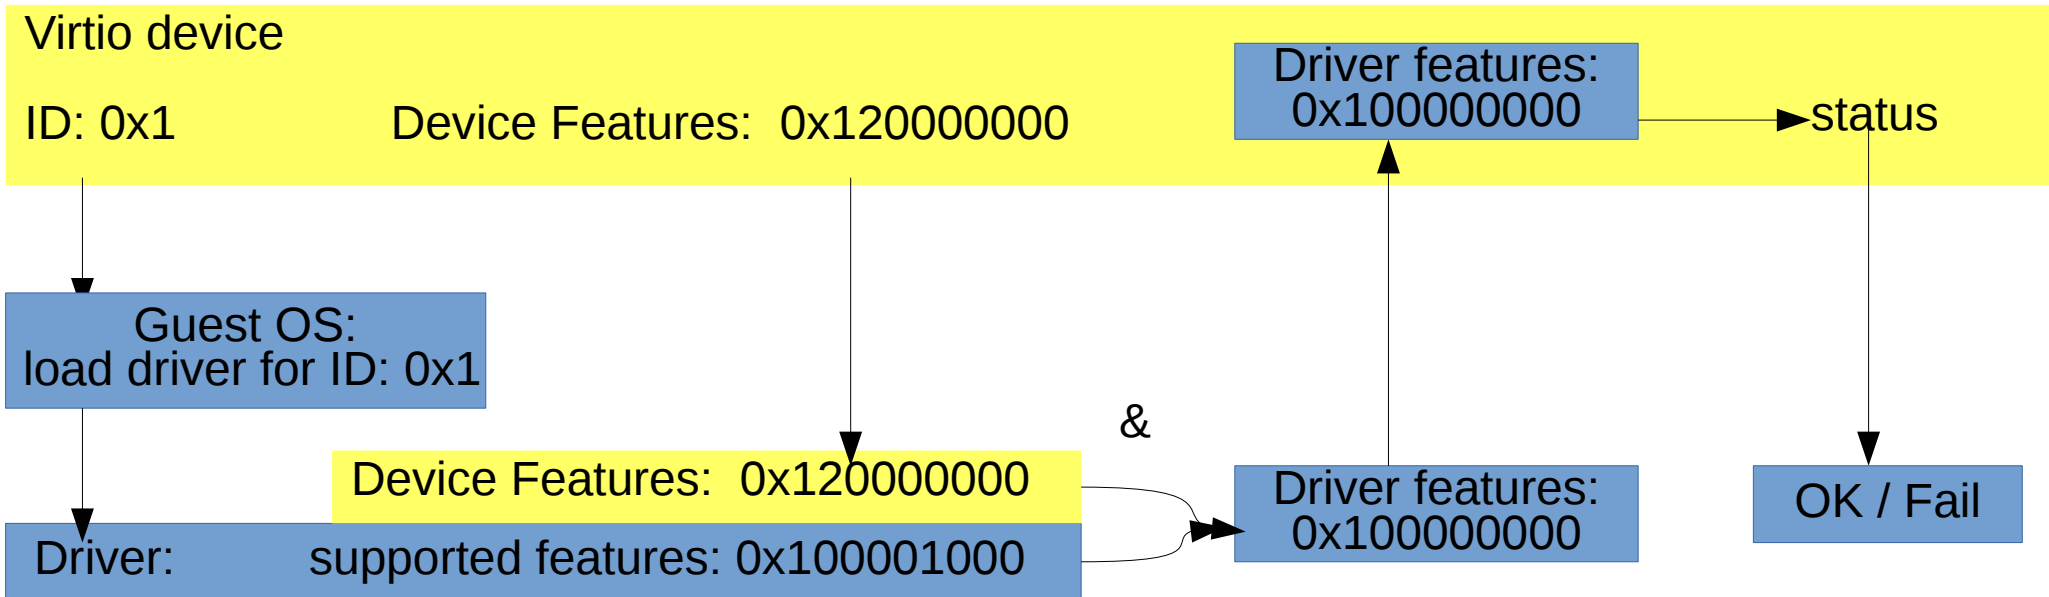 Virtio device
ID: 0x1
Device Features: 0x120000000
Driver features:
0x100000000
status
Guest OS:
load driver for ID: 0x1
&
Device Features: 0x120000000
Driver: supported features: 0x100001000
Driver features:
0x100000000
OK / Fail